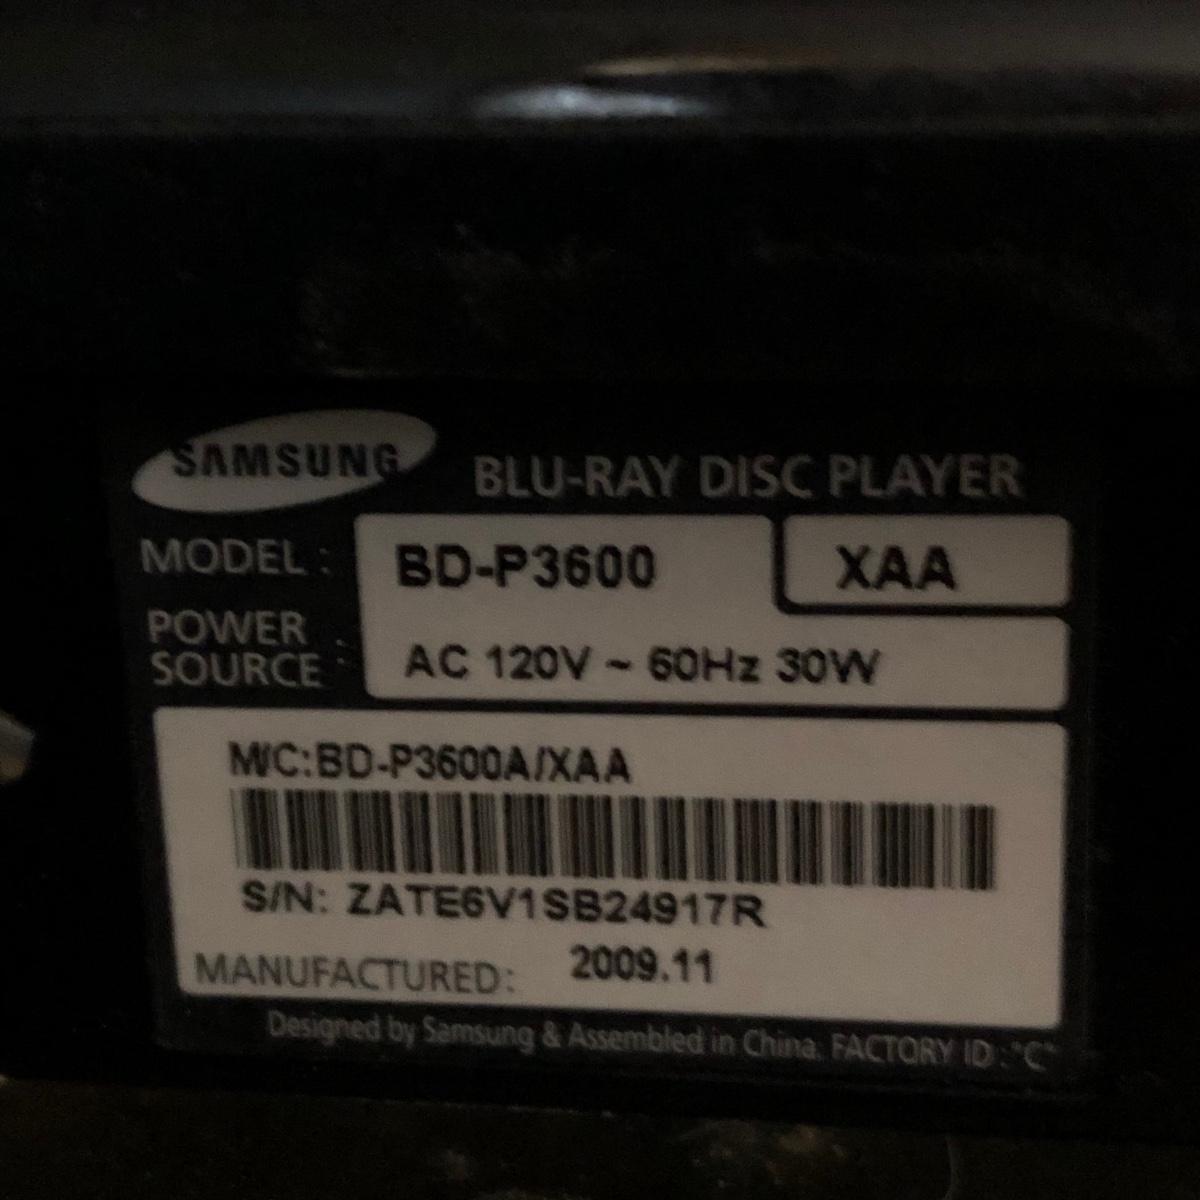 SAMSUNG
BLU-RAY DISC PLAYER
MODEL : BD-P3600 XAA
POWER SOURCE : AC 120V ~ 60Hz 30W
M/C:BD-P3600A/XAA
S/N: ZATE6V1SB24917R
MANUFACTURED: 2009.11
Designed by Samsung & Assembled in China. FACTORY ID : "C"